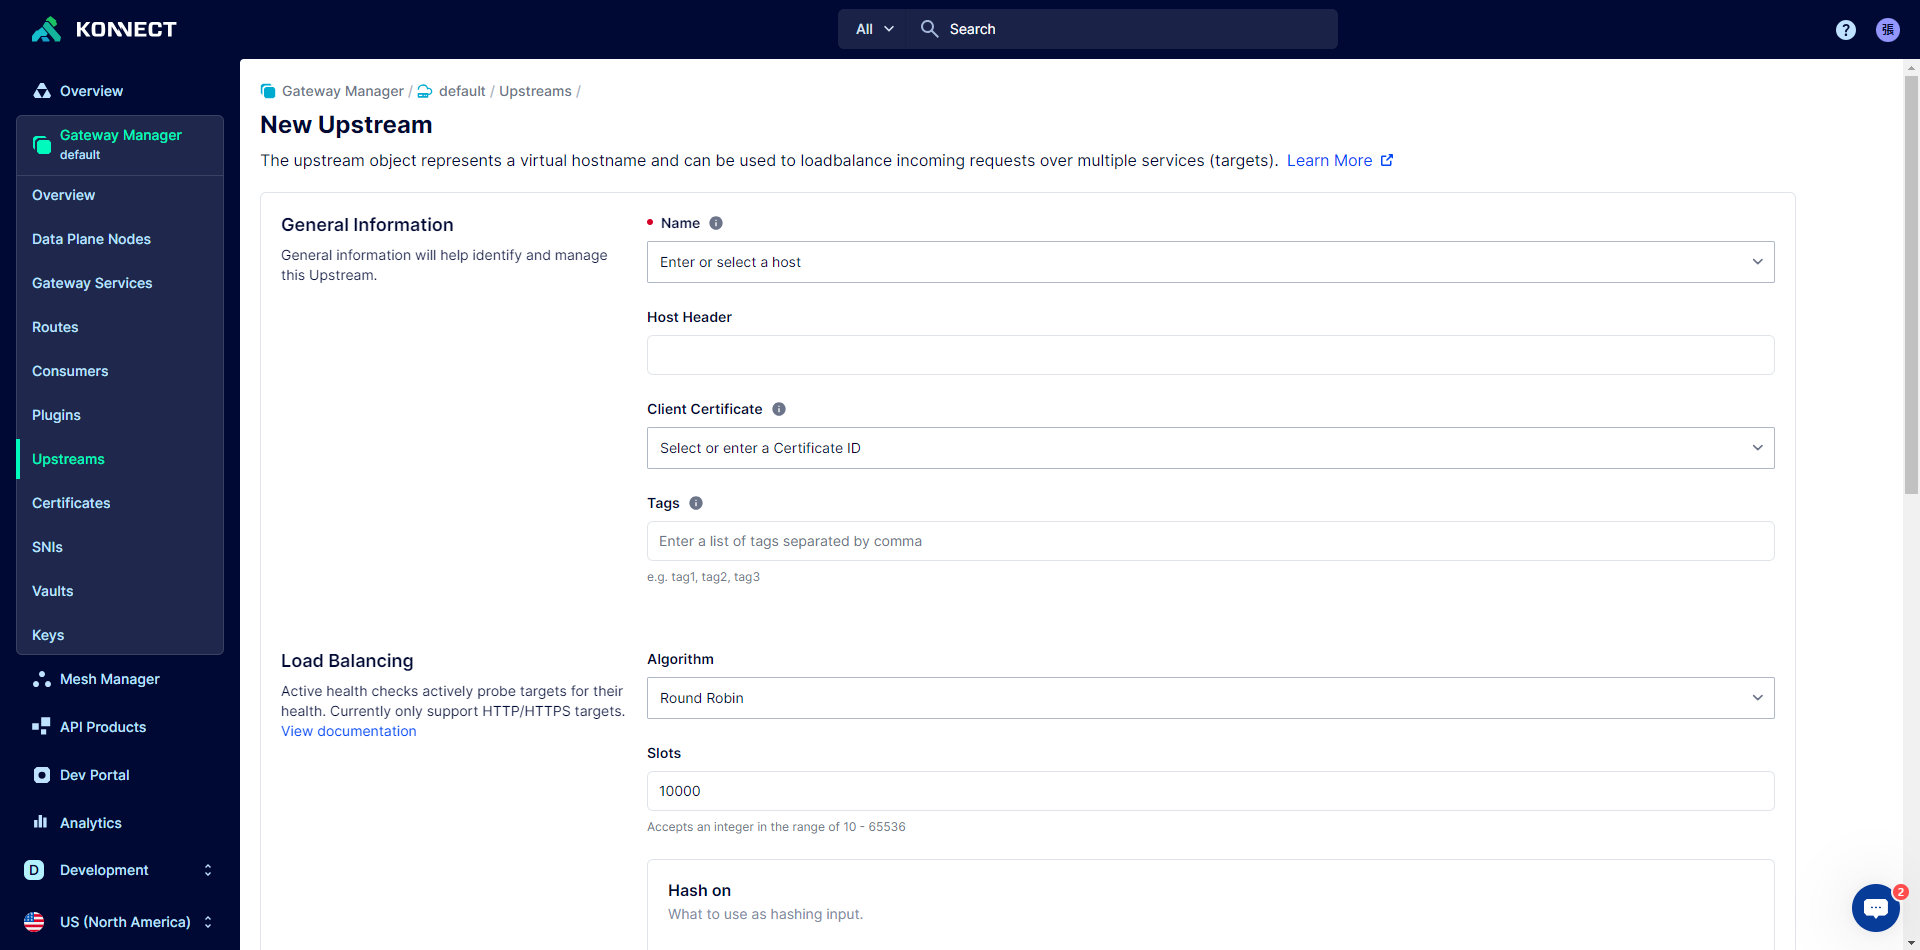 KONNECT
All
Search
?
張
Overview
Gateway Manager
default
Overview
Data Plane Nodes
Gateway Services
Routes
Consumers
Plugins
Upstreams
Certificates
SNIs
Vaults
Keys
Mesh Manager
API Products
Dev Portal
Analytics
D Development
US (North America)
Gateway Manager / default / Upstreams /
New Upstream
The upstream object represents a virtual hostname and can be used to loadbalance incoming requests over multiple services (targets). Learn More
General Information
General information will help identify and manage
this Upstream.
Name
Enter or select a host
Host Header
Client Certificate
Select or enter a Certificate ID
Tags
Enter a list of tags separated by comma
e.g. tag1, tag2, tag3
Load Balancing
Active health checks actively probe targets for their
health. Currently only support HTTP/HTTPS targets.
View documentation
Algorithm
Round Robin
Slots
10000
Accepts an integer in the range of 10 - 65536
Hash on
What to use as hashing input.
2